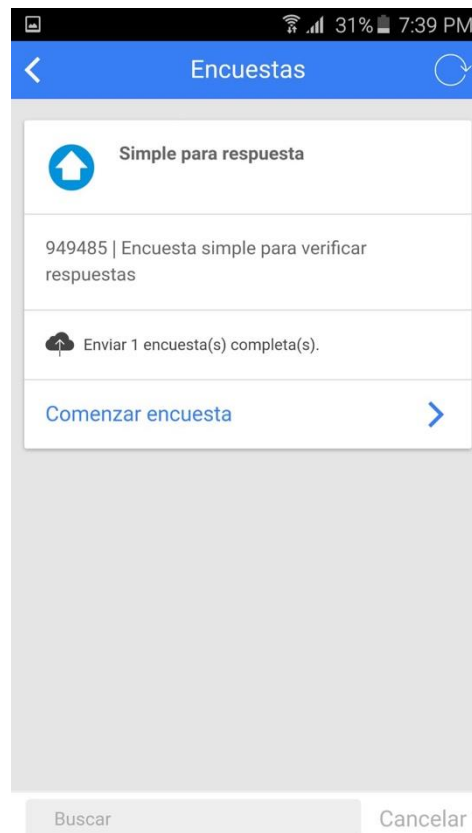 31% 7:39 PM
Encuestas
Simple para respuesta
949485 | Encuesta simple para verificar
respuestas
Enviar 1 encuesta(s) completa(s).
Comenzar encuesta
Buscar Cancelar